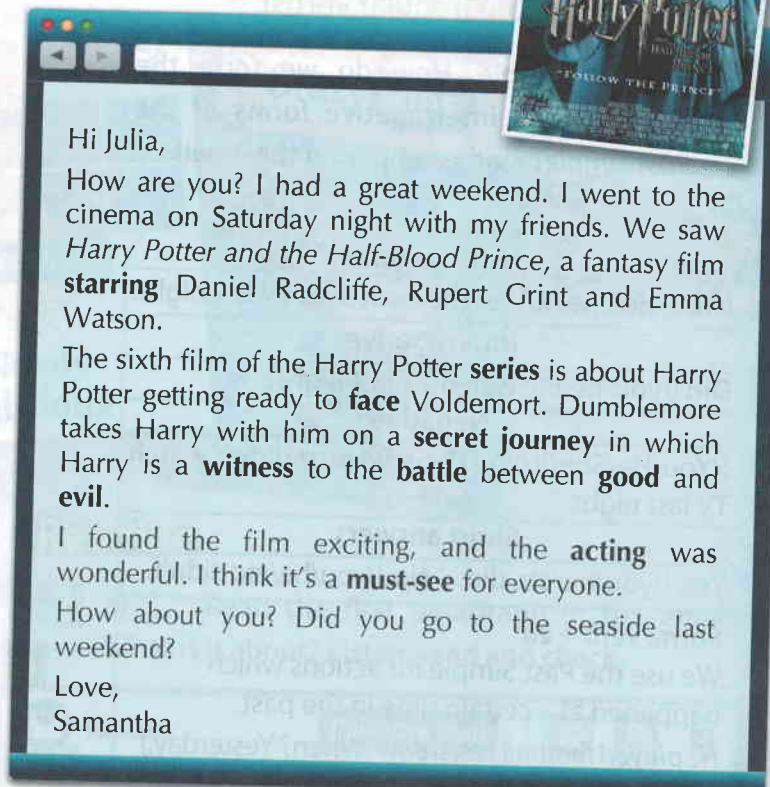 Harry Potter
"FOLLOW THE PRINCE"
Hi Julia,
How are you? I had a great weekend. I went to the
cinema on Saturday night with my friends. We saw
Harry Potter and the Half-Blood Prince, a fantasy film
starring Daniel Radcliffe, Rupert Grint and Emma
Watson.
The sixth film of the Harry Potter series is about Harry
Potter getting ready to face Voldemort. Dumblemore
takes Harry with him on a secret journey in which
Harry is a witness to the battle between good and
evil.
I found the film exciting, and the acting was
wonderful. I think it's a must-see for everyone.
How about you? Did you go to the seaside last
weekend?
Love,
Samantha